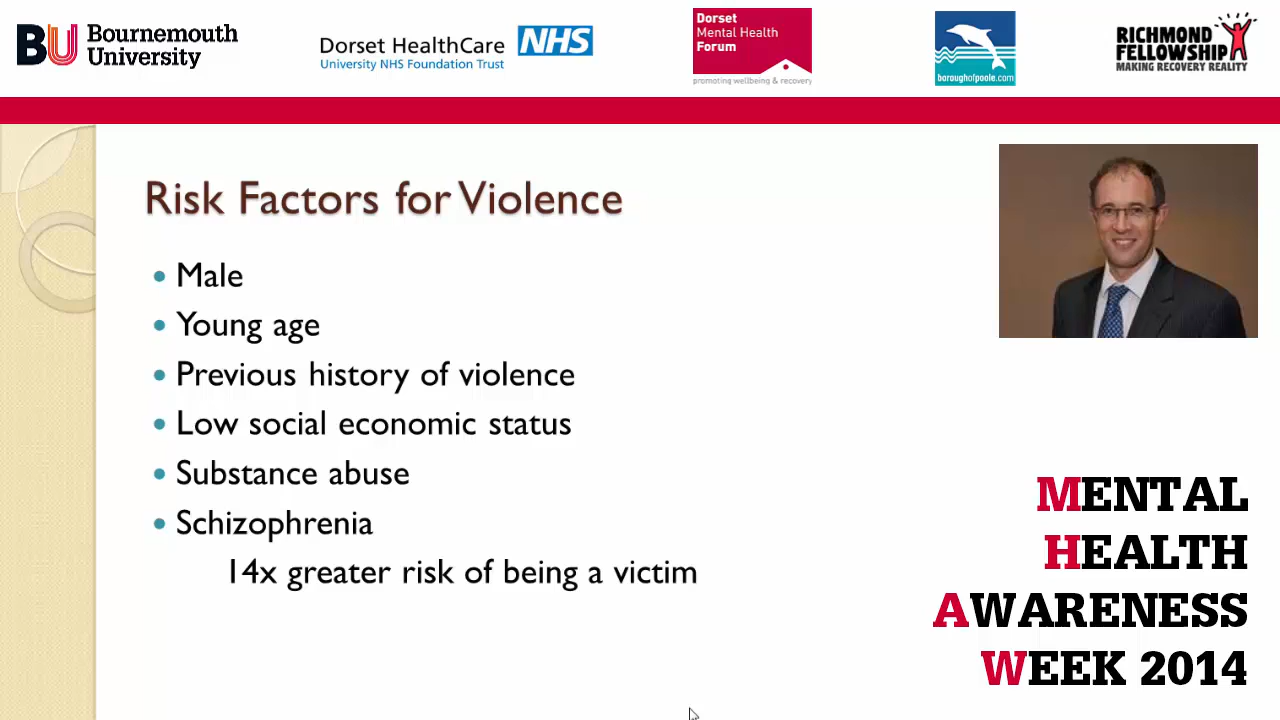 BU Bournemouth University
Dorset HealthCare NHS
University NHS Foundation Trust
Dorset
Mental Health
Forum
promoting wellbeing & recovery
boroughofpoole.com
RICHMOND
FELLOWSHIP
MAKING RECOVERY REALITY
Risk Factors for Violence
• Male
• Young age
• Previous history of violence
• Low social economic status
• Substance abuse
• Schizophrenia
14x greater risk of being a victim
MENTAL
HEALTH
AWARENESS
WEEK 2014